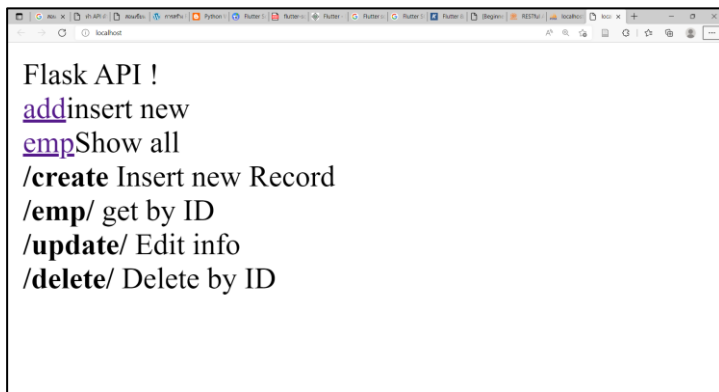 localhost
Flask API !
addinsert new
empShow all
/create Insert new Record
/emp/ get by ID
/update/ Edit info
/delete/ Delete by ID